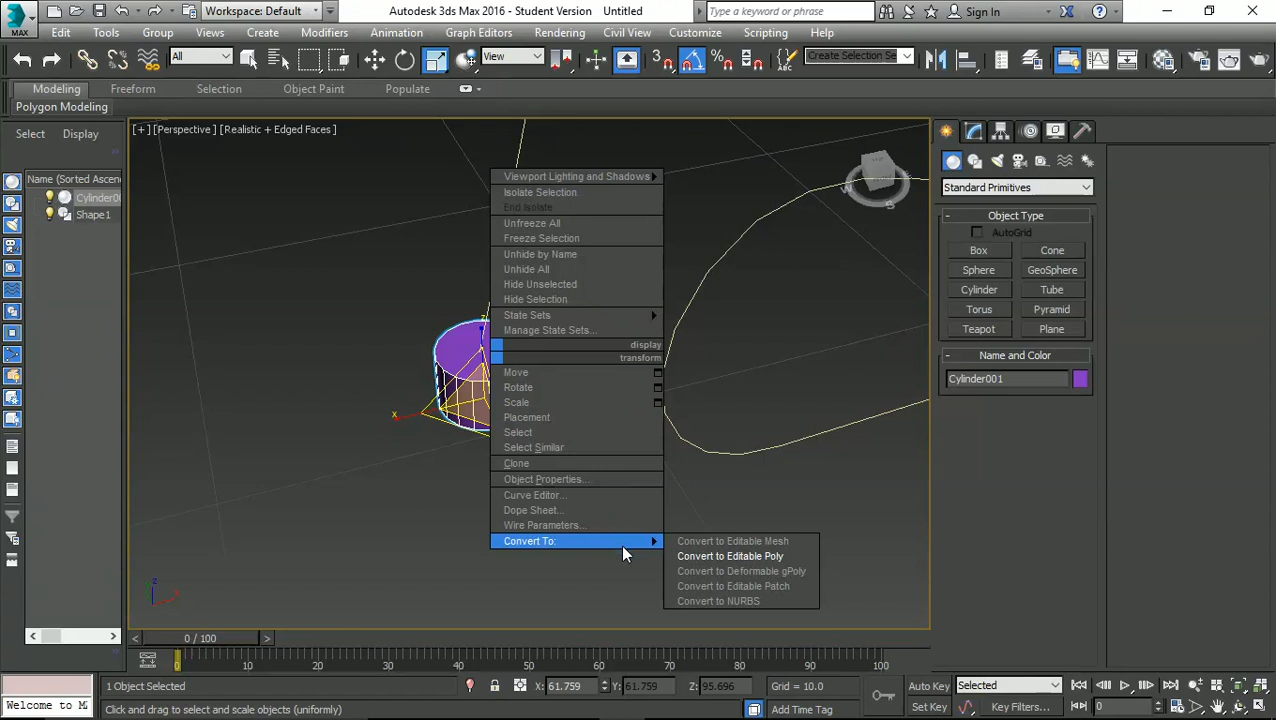 MAX
Workspace: Default
Autodesk 3ds Max 2016 - Student Version Untitled
Type a keyword or phrase
Sign In
Edit Tools Group Views Create Modifiers Animation Graph Editors Rendering Civil View Customize Scripting Help
All
View
3
%
Create Selection Se
Modeling Freeform Selection Object Paint Populate
Polygon Modeling
Select Display
[+] [Perspective] [Realistic + Edged Faces]
Name (Sorted Ascen
Cylinder00
Shape1
Viewport Lighting and Shadows
Isolate Selection
End Isolate
Unfreeze All
Freeze Selection
Unhide by Name
Unhide All
Hide Unselected
Hide Selection
State Sets
Manage State Sets...
display
transform
Move
Rotate
Scale
Placement
Select
Select Similar
Clone
Object Properties...
Curve Editor...
Dope Sheet...
Wire Parameters...
Convert To:
Convert to Editable Mesh
Convert to Editable Poly
Convert to Deformable gPoly
Convert to Editable Patch
Convert to NURBS
z
x
W
S
z
x
Standard Primitives
- Object Type
AutoGrid
Box Cone
Sphere GeoSphere
Cylinder Tube
Torus Pyramid
Teapot Plane
- Name and Color
Cylinder001
< 0 / 100 >
0 10 20 30 40 50 60 70 80 90 100
1 Object Selected
X: 61.759 Y: 61.759 Z: 95.696 Grid = 10.0
Auto Key Selected
Welcome to M
Click and drag to select and scale objects (uniformly)
Add Time Tag
Set Key Key Filters... 0